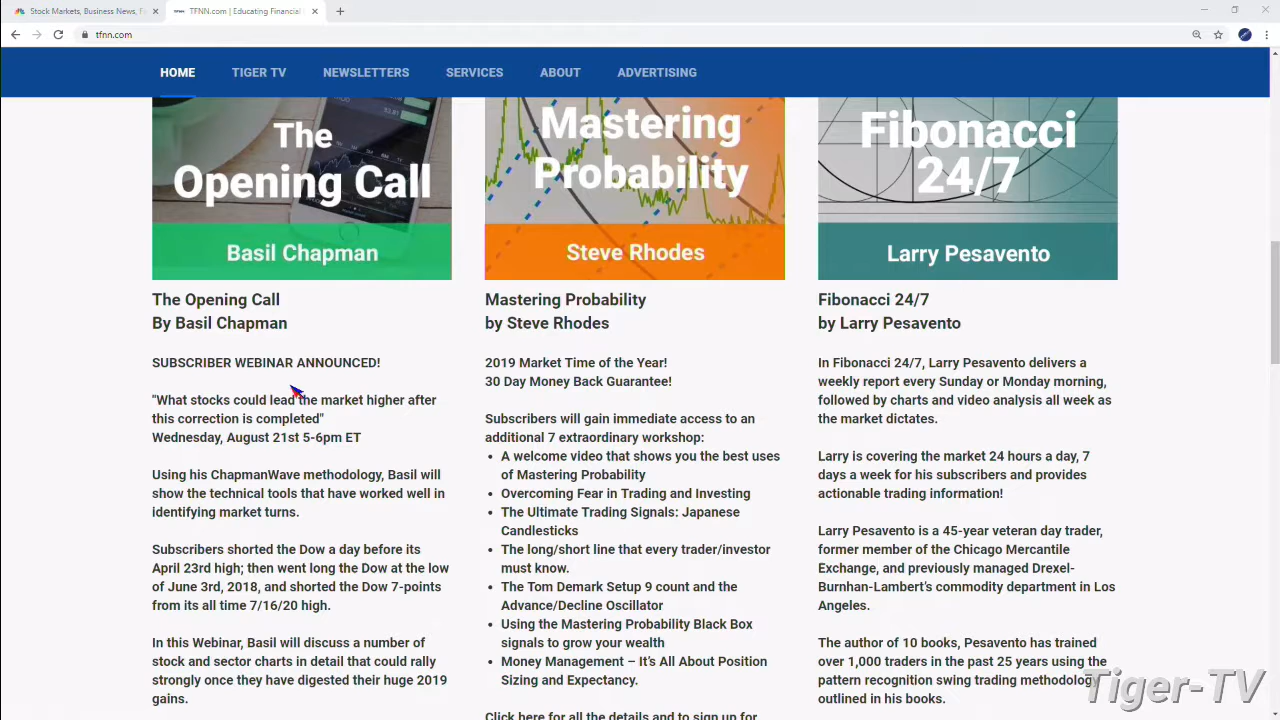 Stock Markets, Business News, Fi
TFNN.com | Educating Financial
tfnn.com
HOME
TIGER TV
NEWSLETTERS
SERVICES
ABOUT
ADVERTISING
The
Opening Call
Basil Chapman
The Opening Call
By Basil Chapman
SUBSCRIBER WEBINAR ANNOUNCED!
"What stocks could lead the market higher after
this correction is completed"
Wednesday, August 21st 5-6pm ET
Using his ChapmanWave methodology, Basil will
show the technical tools that have worked well in
identifying market turns.
Subscribers shorted the Dow a day before its
April 23rd high; then went long the Dow at the low
of June 3rd, 2018, and shorted the Dow 7-points
from its all time 7/16/20 high.
In this Webinar, Basil will discuss a number of
stock and sector charts in detail that could rally
strongly once they have digested their huge 2019
gains.
Mastering
Probability
Steve Rhodes
Mastering Probability
by Steve Rhodes
2019 Market Time of the Year!
30 Day Money Back Guarantee!
Subscribers will gain immediate access to an
additional 7 extraordinary workshop:
• A welcome video that shows you the best uses
of Mastering Probability
• Overcoming Fear in Trading and Investing
• The Ultimate Trading Signals: Japanese
Candlesticks
• The long/short line that every trader/investor
must know.
• The Tom Demark Setup 9 count and the
Advance/Decline Oscillator
• Using the Mastering Probability Black Box
signals to grow your wealth
• Money Management – It's All About Position
Sizing and Expectancy.
Click here for all the details and to sign up for
Fibonacci
24/7
Larry Pesavento
Fibonacci 24/7
by Larry Pesavento
In Fibonacci 24/7, Larry Pesavento delivers a
weekly report every Sunday or Monday morning,
followed by charts and video analysis all week as
the market dictates.
Larry is covering the market 24 hours a day, 7
days a week for his subscribers and provides
actionable trading information!
Larry Pesavento is a 45-year veteran day trader,
former member of the Chicago Mercantile
Exchange, and previously managed Drexel-
Burnhan-Lambert's commodity department in Los
Angeles.
The author of 10 books, Pesavento has trained
over 1,000 traders in the past 25 years using the
pattern recognition swing trading methodology
outlined in his books.
Tiger-TV